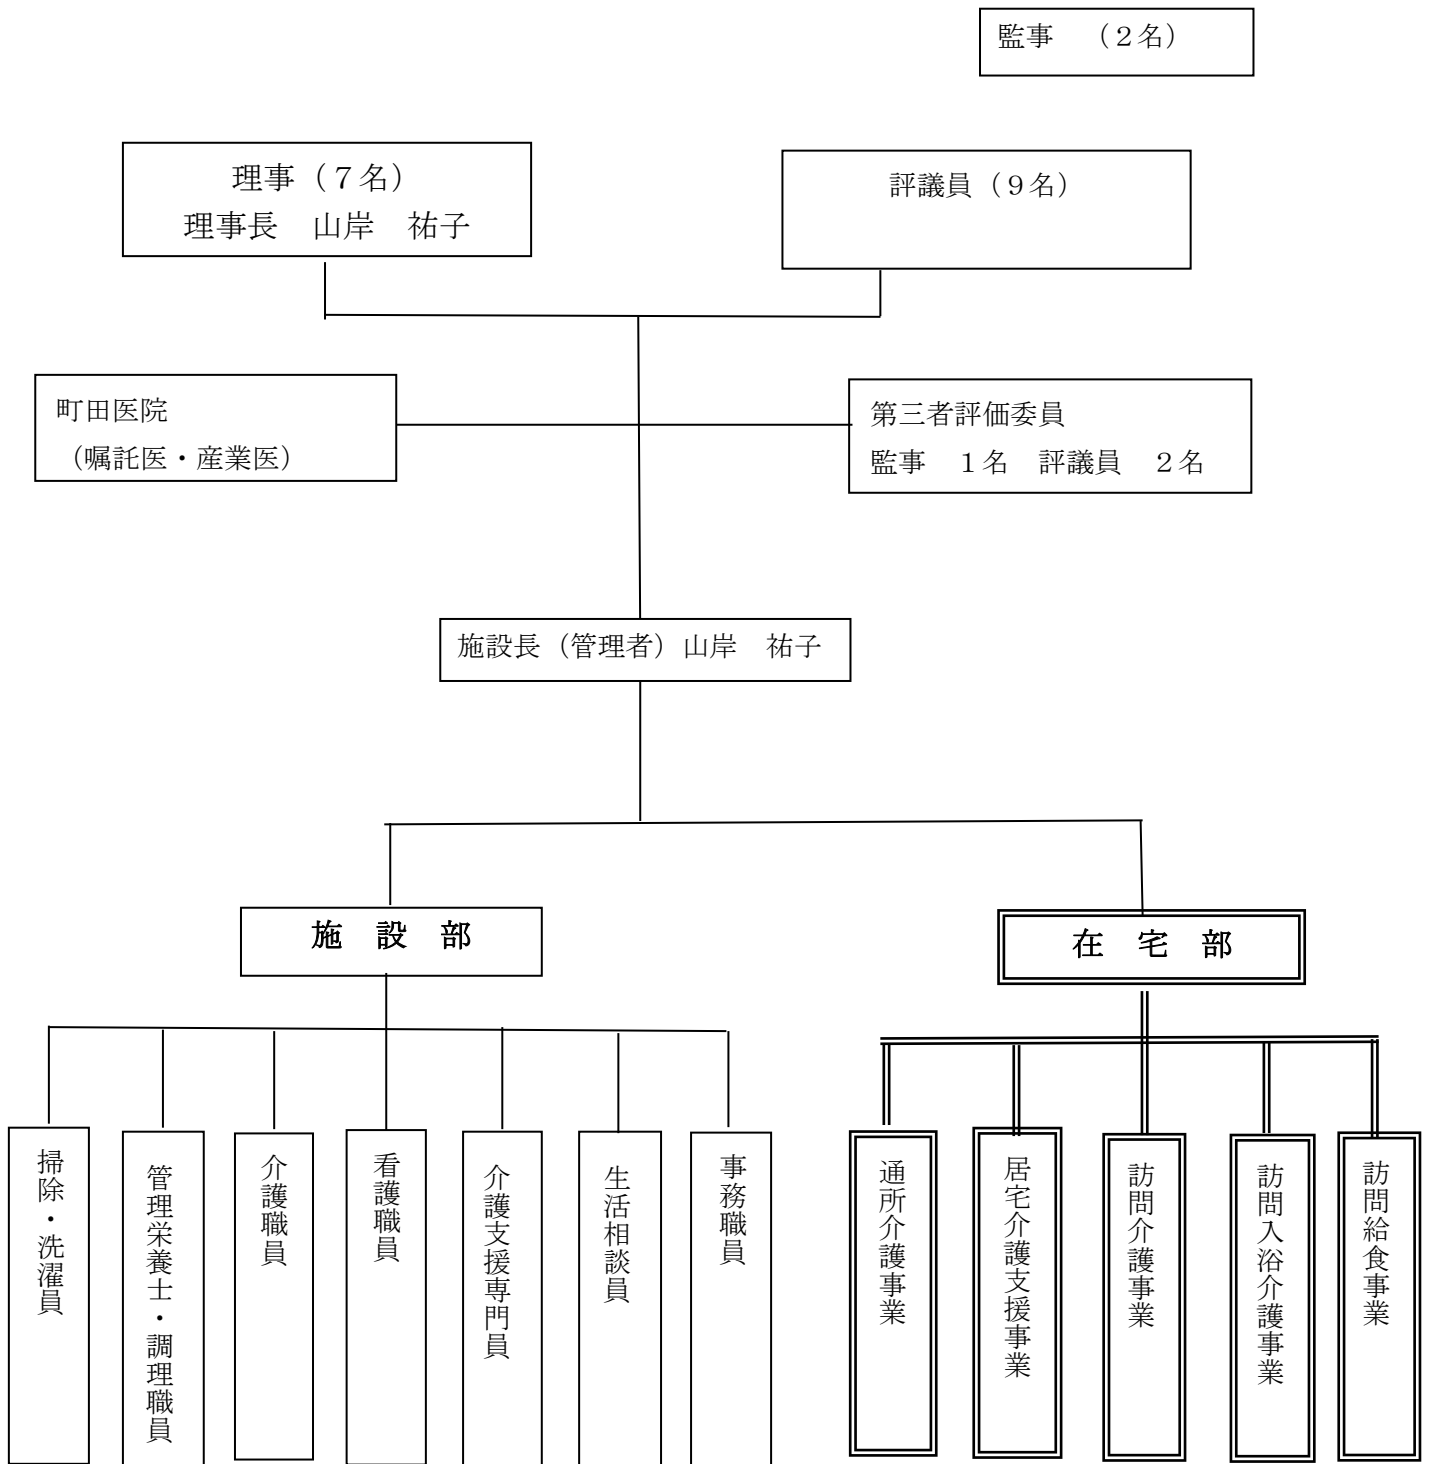 監事　（２名）
理事（７名）
理事長　山岸　祐子
評議員（９名）
町田医院
（嘱託医・産業医）
第三者評価委員
監事　１名　評議員　２名
施設長（管理者）山岸　祐子
施　設　部
在　宅　部
掃除・洗濯員
管理栄養士・調理職員
介護職員
看護職員
介護支援専門員
生活相談員
事務職員
通所介護事業
居宅介護支援事業
訪問介護事業
訪問入浴介護事業
訪問給食事業